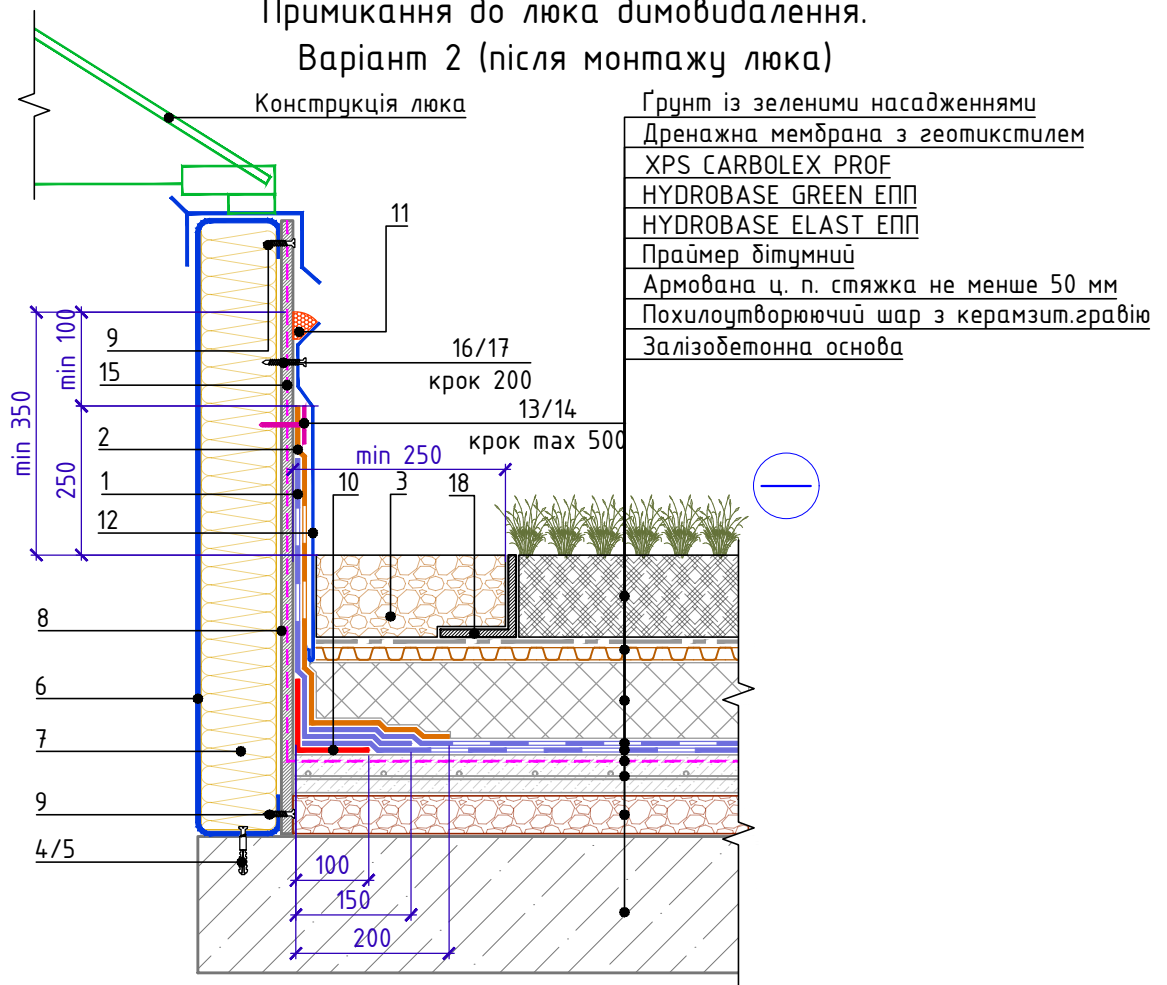 Примикання до люка димовидалення.
Варіант 2 (після монтажу люка)
Конструкція люка
Ґрунт із зеленими насадженнями
Дренажна мембрана з геотикстилем
XPS CARBOLEX PROF
HYDROBASE GREEN ЕПП
HYDROBASE ELAST ЕПП
Праймер бітумний
Армована ц. п. стяжка не менше 50 мм
Похилоутворюючий шар з керамзит.гравію
Залізобетонна основа
11
min 100
9
16/17
крок 200
15
min 350
13/14
крок max 500
2
min 250
250
1
10
3
18
12
8
6
7
9
4/5
100
150
200